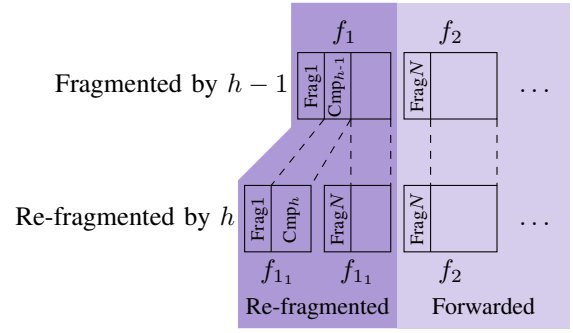 f₁ f₂
Fragmented by h − 1 Frag1 Cmpₕ₋₁ FragN ...
Re-fragmented by h Frag1 Cmpₕ FragN FragN ...
f₁₁ f₁₁ f₂
Re-fragmented Forwarded